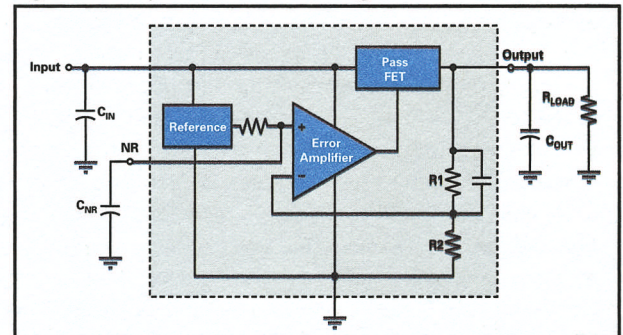 Input
Output
Pass
FET
C_IN
Reference
NR
+
Error
Amplifier
–
R_LOAD
C_OUT
R1
C_NR
R2